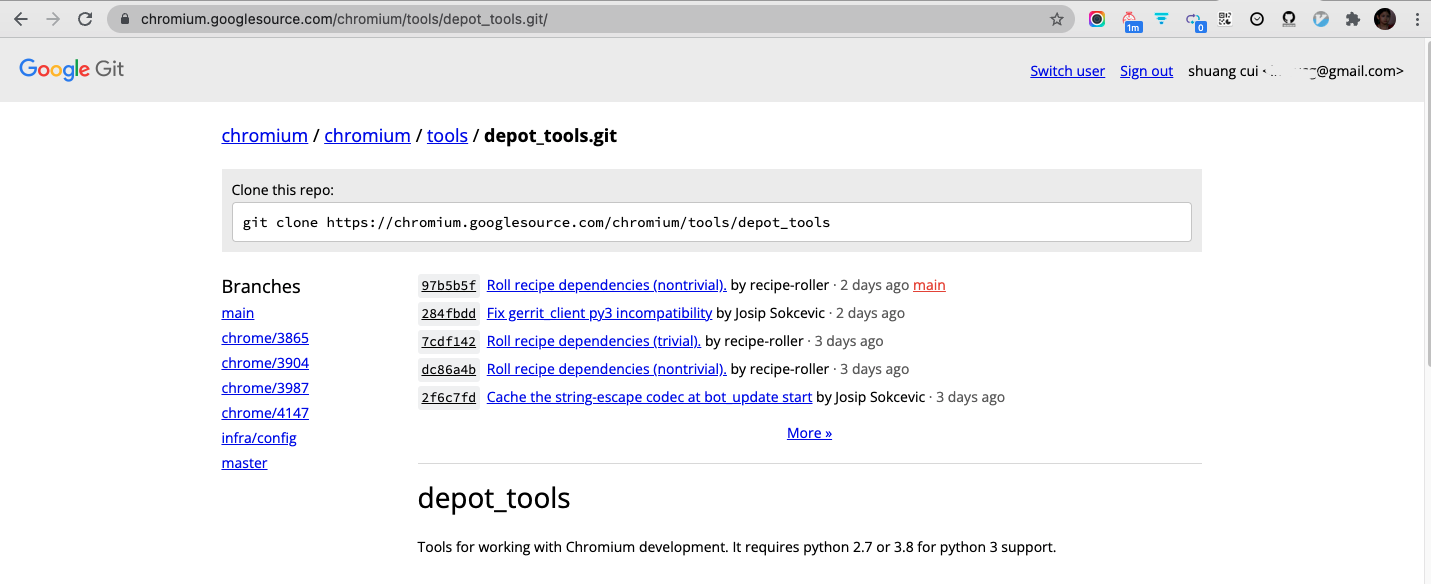 chromium.googlesource.com/chromium/tools/depot_tools.git/
1m
0
Google Git
Switch user Sign out shuang cui < @gmail.com>
chromium / chromium / tools / depot_tools.git
Clone this repo:
git clone https://chromium.googlesource.com/chromium/tools/depot_tools
Branches
main
chrome/3865
chrome/3904
chrome/3987
chrome/4147
infra/config
master
97b5b5f Roll recipe dependencies (nontrivial). by recipe-roller · 2 days ago main
284fbdd Fix gerrit_client py3 incompatibility by Josip Sokcevic · 2 days ago
7cdf142 Roll recipe dependencies (trivial). by recipe-roller · 3 days ago
dc86a4b Roll recipe dependencies (nontrivial). by recipe-roller · 3 days ago
2f6c7fd Cache the string-escape codec at bot_update start by Josip Sokcevic · 3 days ago
More »
depot_tools
Tools for working with Chromium development. It requires python 2.7 or 3.8 for python 3 support.